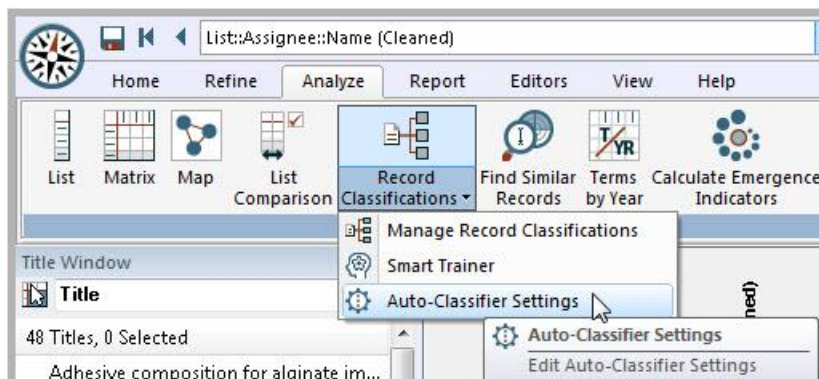 List::Assignee::Name (Cleaned)
Home Refine Analyze Report Editors View Help
List Matrix Map List Comparison Record Classifications Find Similar Records Terms by Year Calculate Emergence Indicators
T/YR
Manage Record Classifications
Smart Trainer
Auto-Classifier Settings
Title Window
Title
48 Titles, 0 Selected
Adhesive composition for alginate im...
ned)
Auto-Classifier Settings
Edit Auto-Classifier Settings